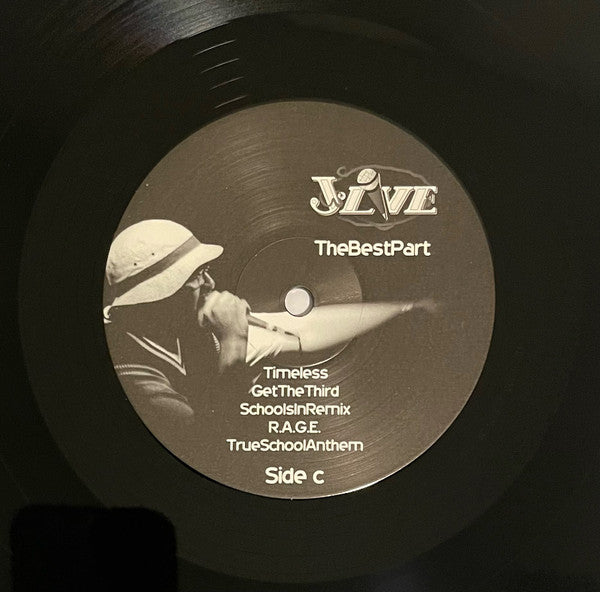 J-LIVE
TheBestPart
Timeless
GetTheThird
SchoolsInRemix
R.A.G.E.
TrueSchoolAnthem
Side c